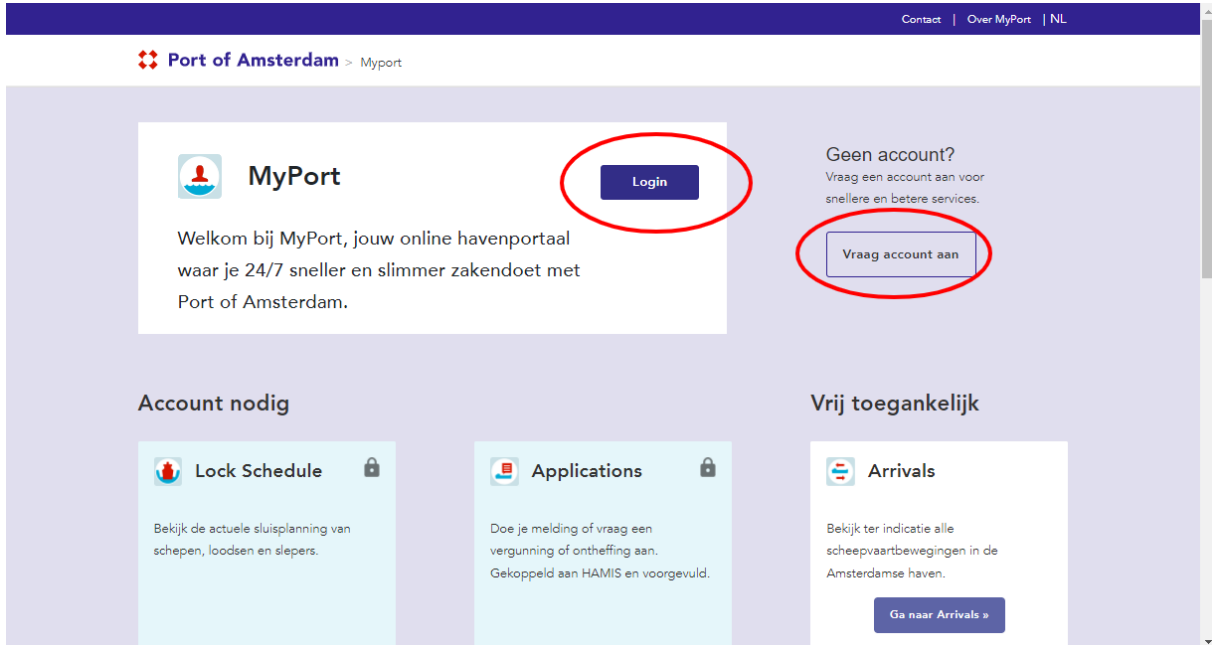 Contact | Over MyPort | NL
Port of Amsterdam > Myport
MyPort
Login
Welkom bij MyPort, jouw online havenportaal
waar je 24/7 sneller en slimmer zakendoet met
Port of Amsterdam.
Geen account?
Vraag een account aan voor
snellere en betere services.
Vraag account aan
Account nodig
Vrij toegankelijk
Lock Schedule
Bekijk de actuele sluisplanning van
schepen, loodsen en slepers.
Applications
Doe je melding of vraag een
vergunning of ontheffing aan.
Gekoppeld aan HAMIS en voorgevuld.
Arrivals
Bekijk ter indicatie alle
scheepvaartbewegingen in de
Amsterdamse haven.
Ga naar Arrivals »